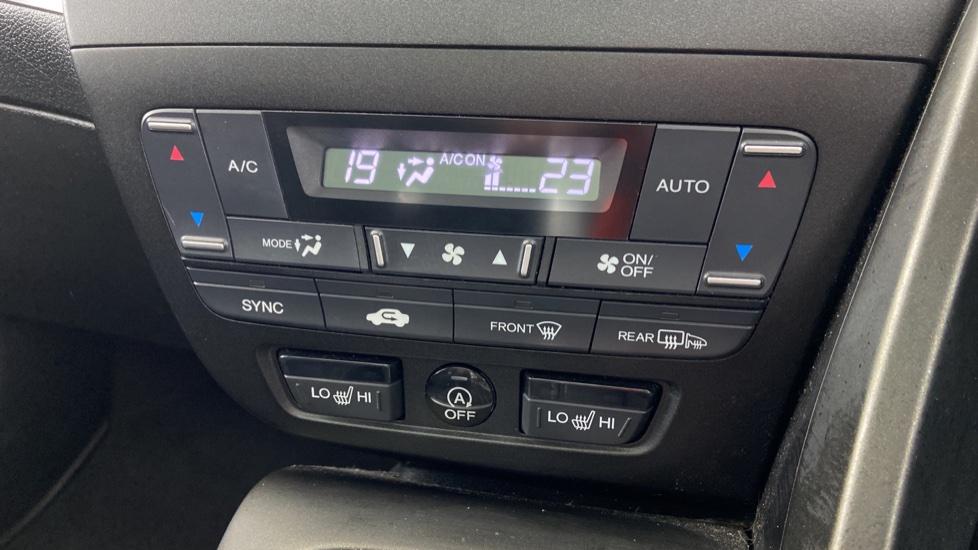 19 A/C ON 23
A/C
AUTO
MODE
ON/
OFF
SYNC
FRONT
REAR
LO HI
A
OFF
LO HI